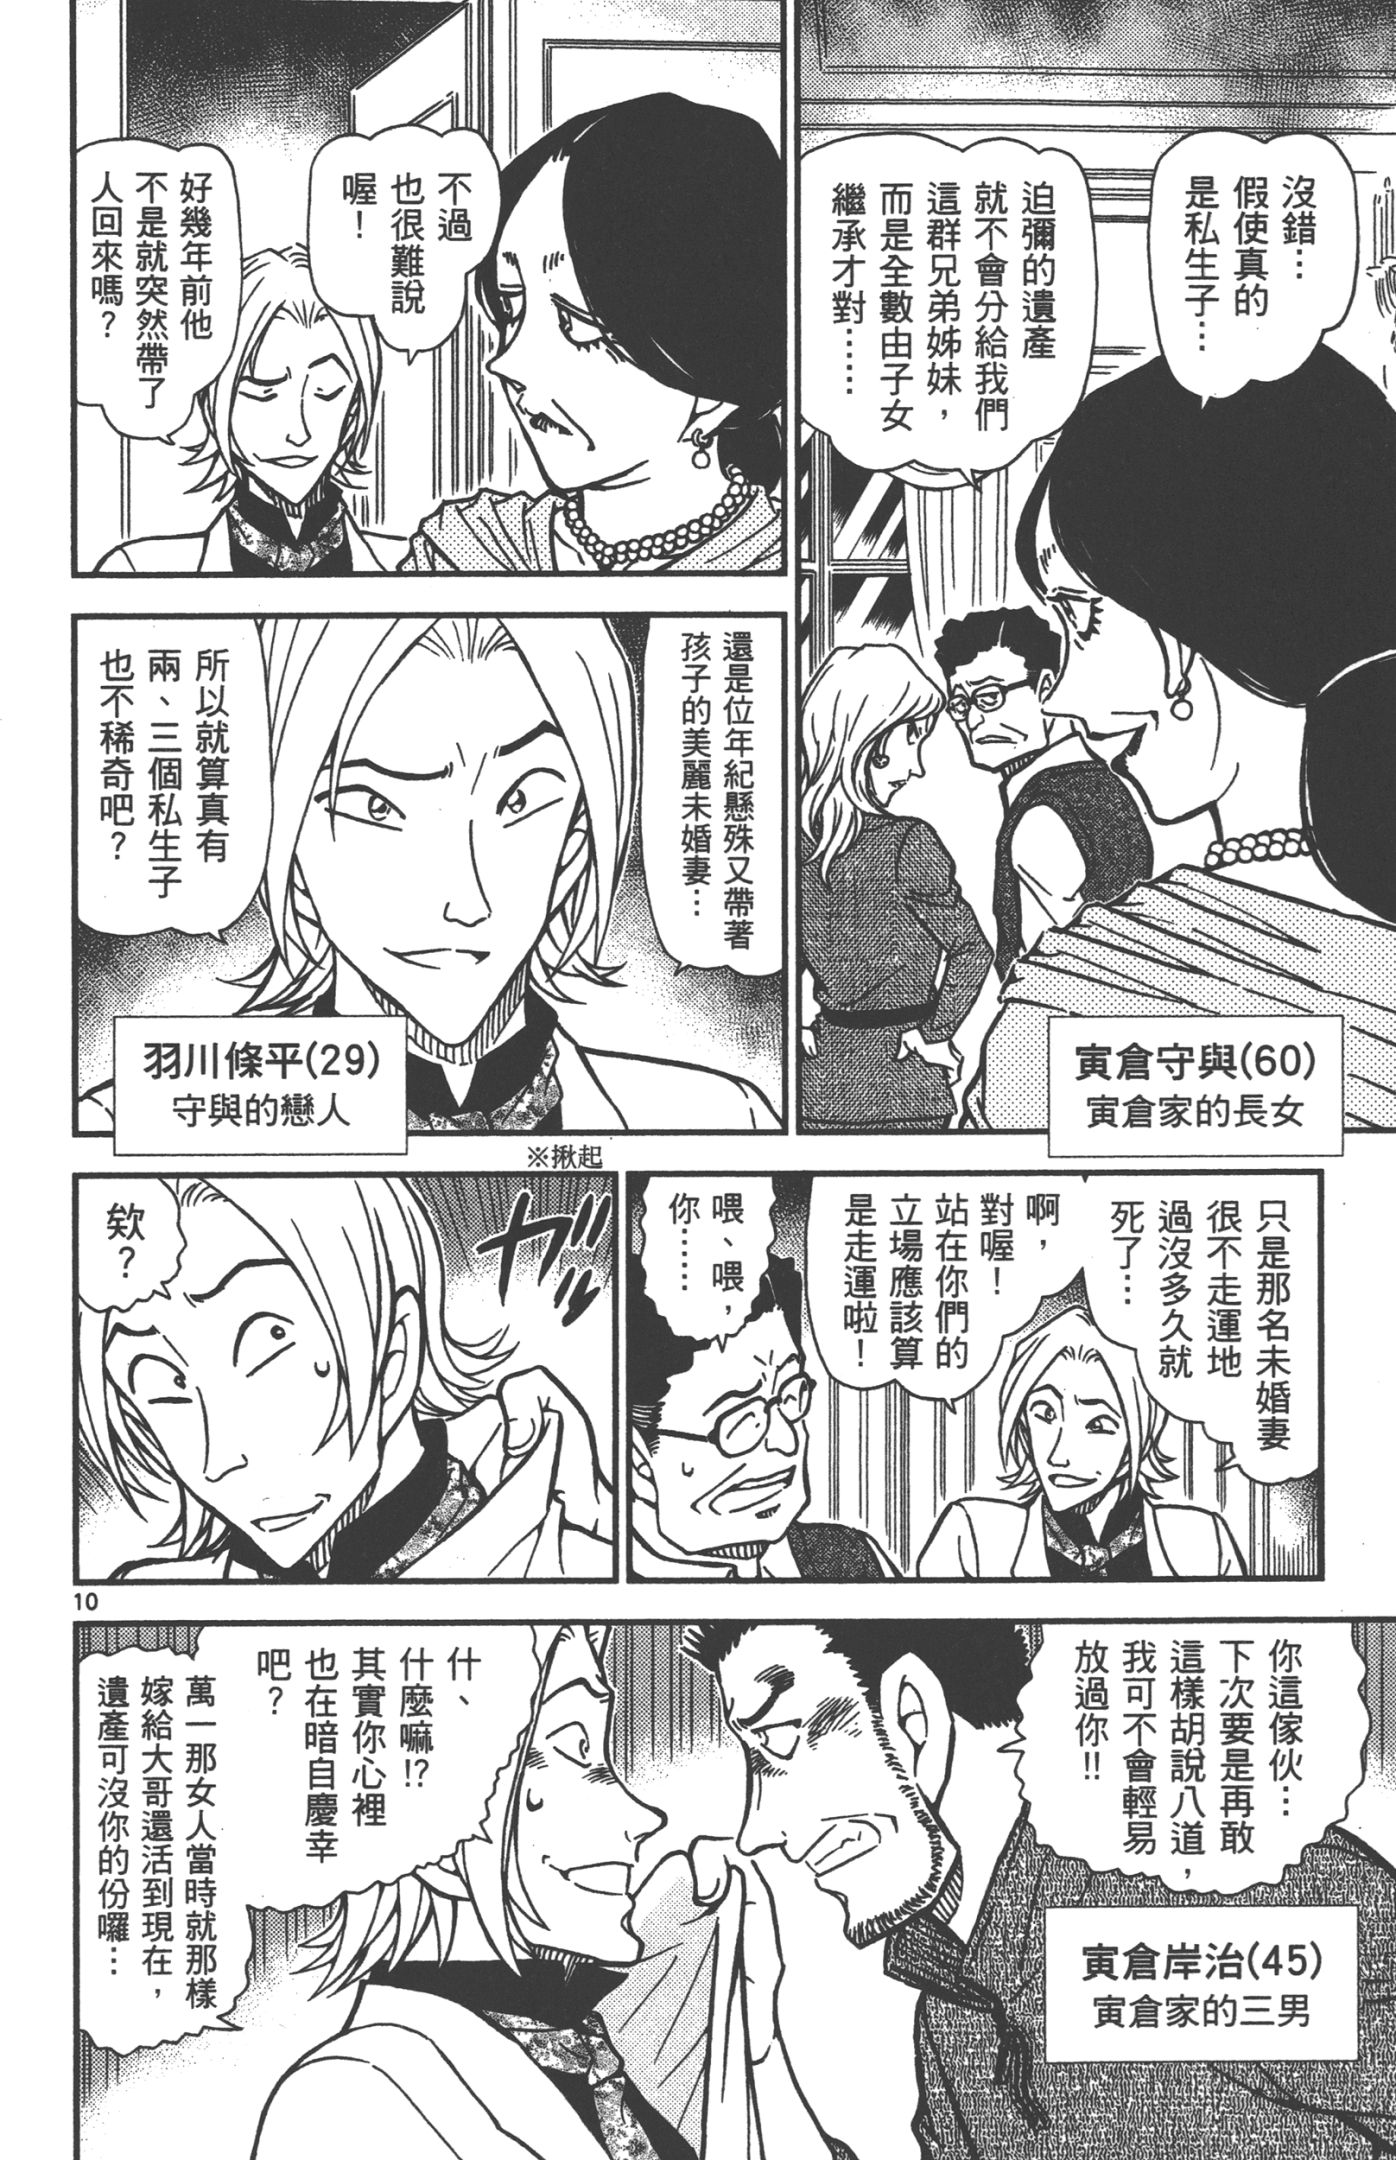 沒錯…
假使真的
是私生子…
迫彌的遺產
就不會分給我們
這群兄弟姊妹，
而是全數由子女
繼承才對……
寅倉守與(60)
寅倉家的長女
不過
也很難說
喔！
好幾年前他
不是就突然帶了
人回來嗎？
還是位年紀懸殊又帶著
孩子的美麗未婚妻…
所以就算真有
兩、三個私生子
也不稀奇吧？
羽川條平(29)
守與的戀人
只是那名未婚妻
很不走運地
過沒多久就
死了…
啊，
對喔！
站在你們的
立場應該算
是走運啦！
喂、喂，
你……
※揪起
ガッ
欸？
10
你這傢伙…
下次要是再敢
這樣胡說八道，
我可不會輕易
放過你!!
寅倉岸治(45)
寅倉家的三男
什、
什麼嘛!?
其實你心裡
也在暗自慶幸
吧？
萬一那女人當時就那樣
嫁給大哥還活到現在，
遺產可沒你的份囉…